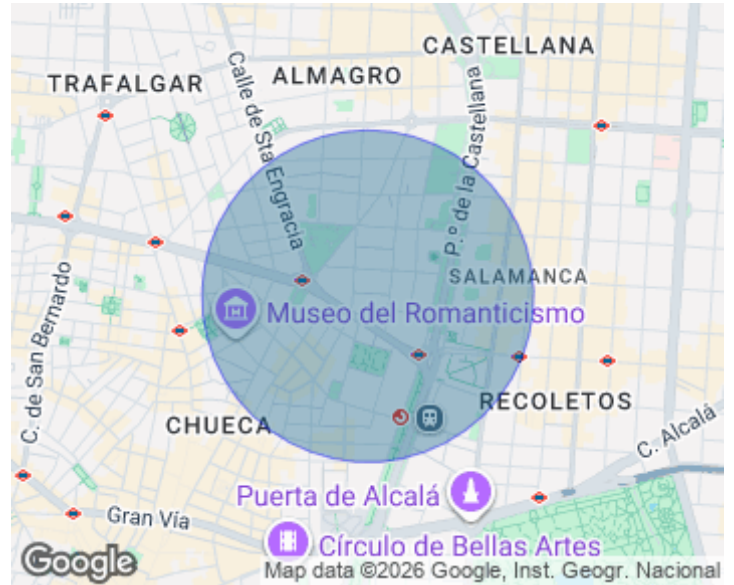 CASTELLANA
TRAFALGAR
ALMAGRO
Calle de Sta Engracia
P.º de la Castellana
SALAMANCA
Museo del Romanticismo
C. de San Bernardo
RECOLETOS
CHUECA
C. Alcalá
Puerta de Alcalá
Gran Vía
Círculo de Bellas Artes
Google
Map data ©2026 Google, Inst. Geogr. Nacional